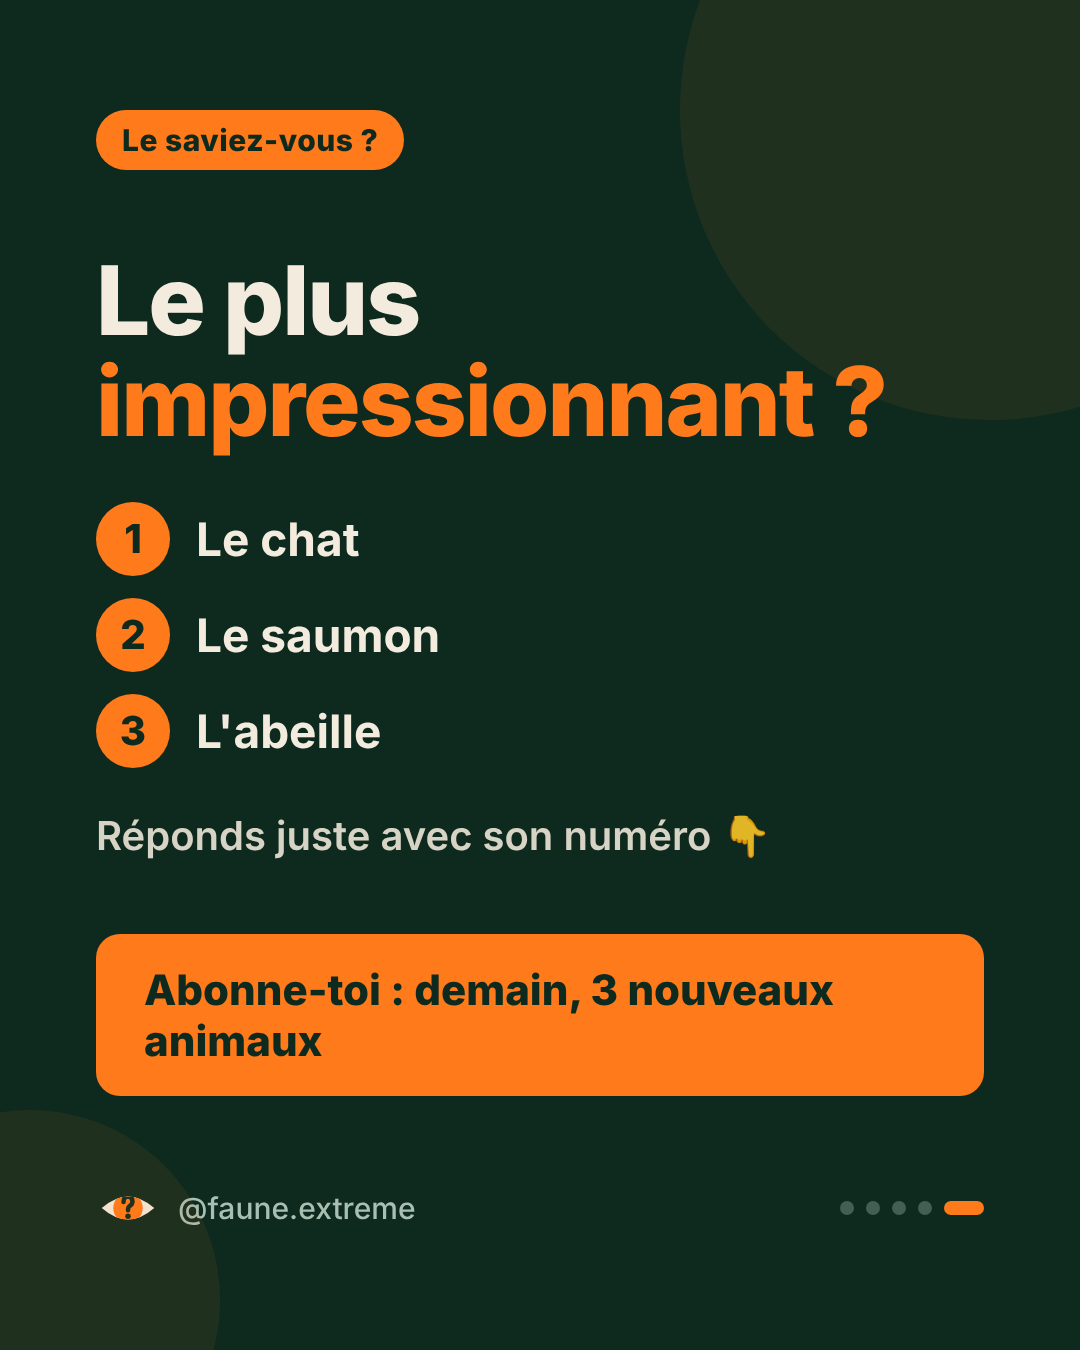 Le saviez-vous ?
Le plus
impressionnant ?
1 Le chat
2 Le saumon
3 L'abeille
Réponds juste avec son numéro 👇
Abonne-toi : demain, 3 nouveaux
animaux
? @faune.extreme